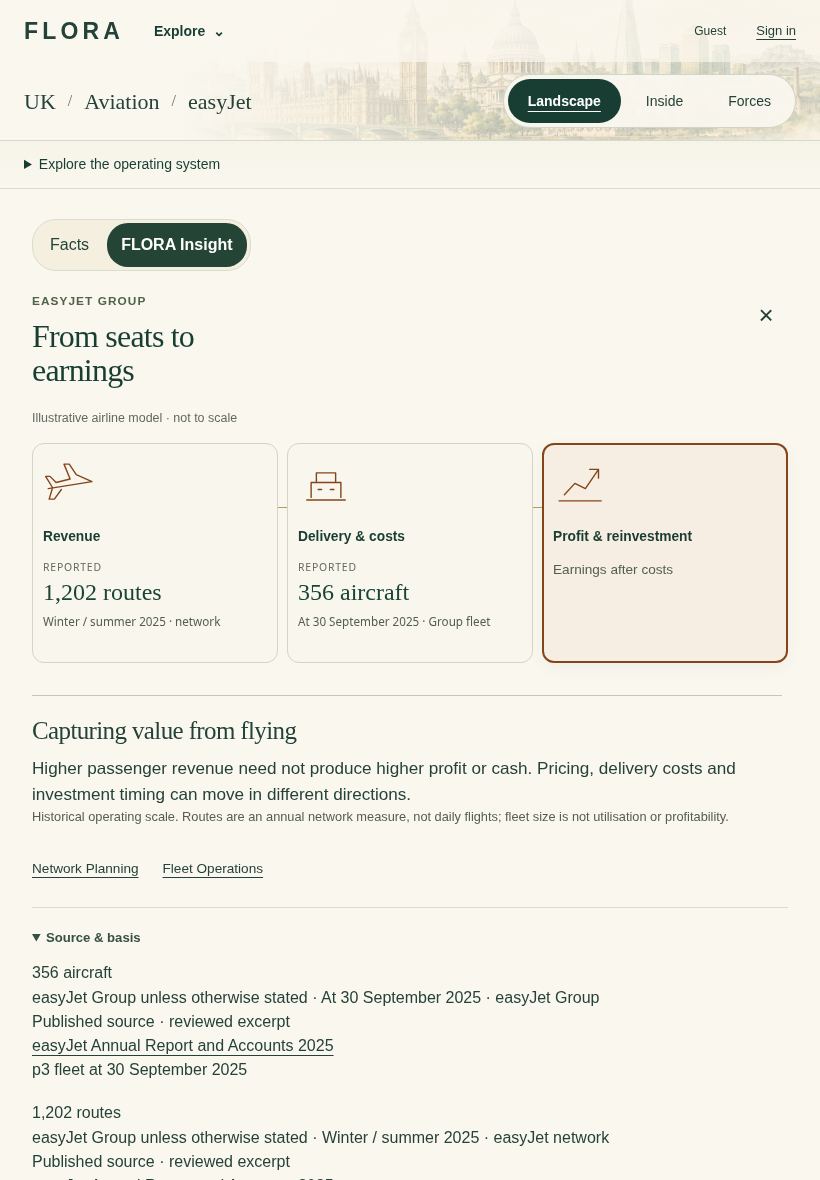 FLORA
Explore
Guest
Sign in
UK / Aviation / easyJet
Landscape
Inside
Forces
Explore the operating system
Facts
FLORA Insight
EASYJET GROUP
From seats to
earnings
Illustrative airline model · not to scale
Revenue
REPORTED
1,202 routes
Winter / summer 2025 · network
Delivery & costs
REPORTED
356 aircraft
At 30 September 2025 · Group fleet
Profit & reinvestment
Earnings after costs
Capturing value from flying
Higher passenger revenue need not produce higher profit or cash. Pricing, delivery costs and
investment timing can move in different directions.
Historical operating scale. Routes are an annual network measure, not daily flights; fleet size is not utilisation or profitability.
Network Planning
Fleet Operations
Source & basis
356 aircraft
easyJet Group unless otherwise stated · At 30 September 2025 · easyJet Group
Published source · reviewed excerpt
easyJet Annual Report and Accounts 2025
p3 fleet at 30 September 2025
1,202 routes
easyJet Group unless otherwise stated · Winter / summer 2025 · easyJet network
Published source · reviewed excerpt